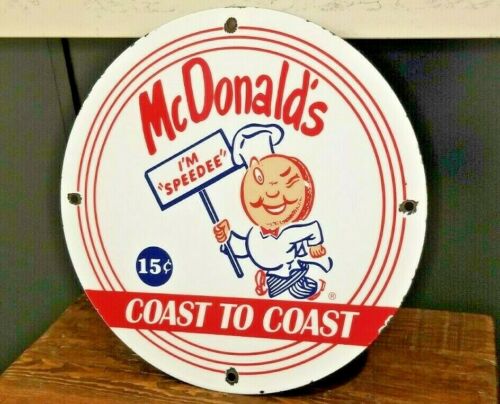 McDonald's
I'M
"SPEEDEE"
15¢
®
COAST TO COAST